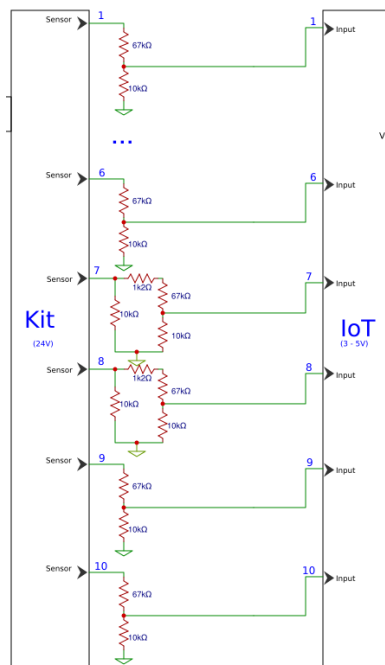 Sensor 1 1 Input
67kΩ
10kΩ
...
Sensor 6 6 Input
67kΩ
10kΩ
Sensor 7 7 Input
1k2Ω
67kΩ
10kΩ
10kΩ
Kit IoT
(24V) (3 - 5V)
V
Sensor 8 8 Input
1k2Ω
67kΩ
10kΩ
10kΩ
Sensor 9 9 Input
67kΩ
10kΩ
Sensor 10 10 Input
67kΩ
10kΩ